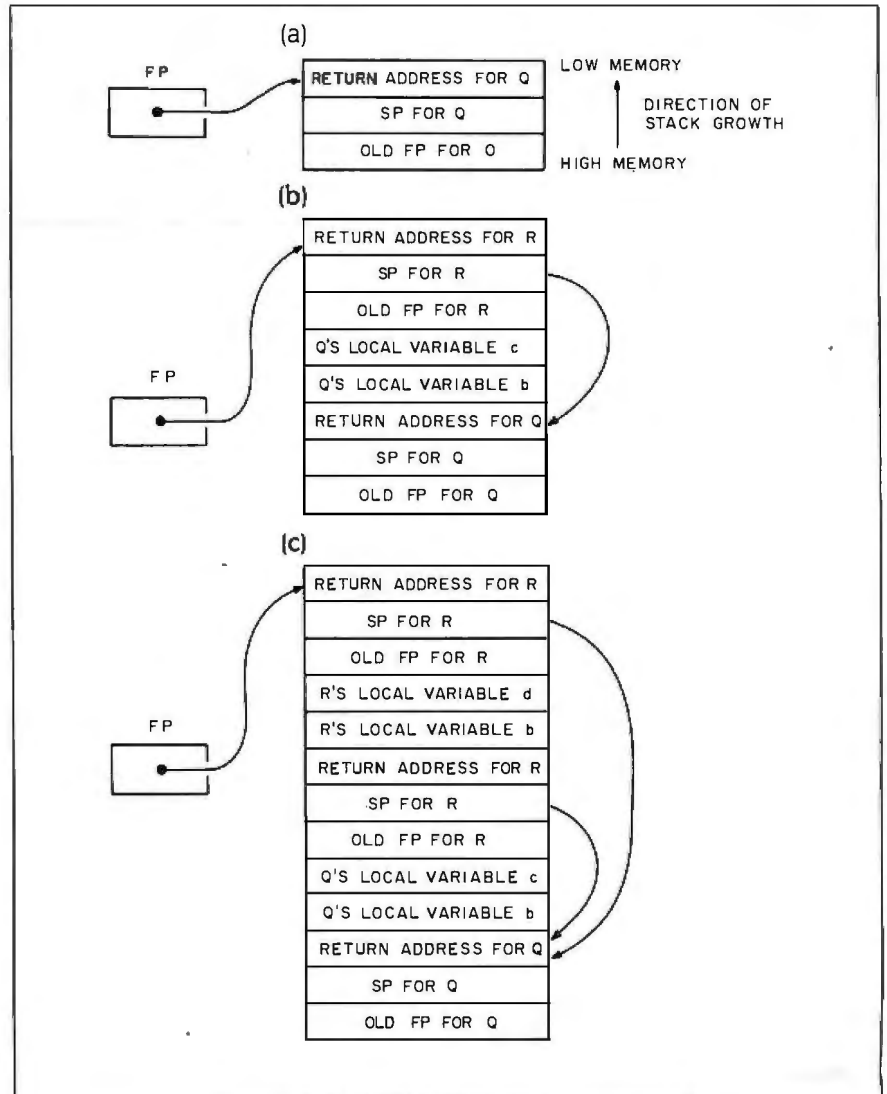 (a)
FP
RETURN ADDRESS FOR Q
SP FOR Q
OLD FP FOR Q
LOW MEMORY
DIRECTION OF
STACK GROWTH
HIGH MEMORY
(b)
FP
RETURN ADDRESS FOR R
SP FOR R
OLD FP FOR R
Q'S LOCAL VARIABLE c
Q'S LOCAL VARIABLE b
RETURN ADDRESS FOR Q
SP FOR Q
OLD FP FOR Q
(c)
FP
RETURN ADDRESS FOR R
SP FOR R
OLD FP FOR R
R'S LOCAL VARIABLE d
R'S LOCAL VARIABLE b
RETURN ADDRESS FOR R
SP FOR R
OLD FP FOR R
Q'S LOCAL VARIABLE c
Q'S LOCAL VARIABLE b
RETURN ADDRESS FOR Q
SP FOR Q
OLD FP FOR Q